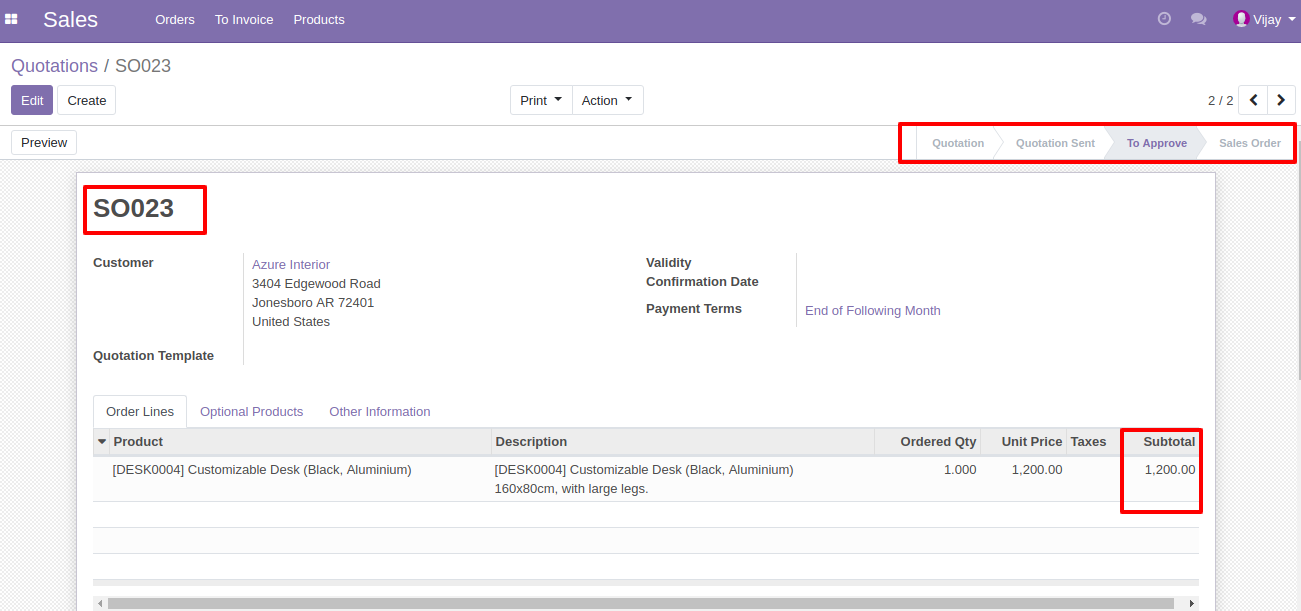 Sales Orders To Invoice Products Vijay
Quotations / SO023
Edit Create Print Action 2 / 2
Preview Quotation Quotation Sent To Approve Sales Order
SO023
Customer
Azure Interior
3404 Edgewood Road
Jonesboro AR 72401
United States
Quotation Template
Validity
Confirmation Date
Payment Terms End of Following Month
Order Lines Optional Products Other Information
Product Description Ordered Qty Unit Price Taxes Subtotal
[DESK0004] Customizable Desk (Black, Aluminium) [DESK0004] Customizable Desk (Black, Aluminium) 1.000 1,200.00 1,200.00
160x80cm, with large legs.